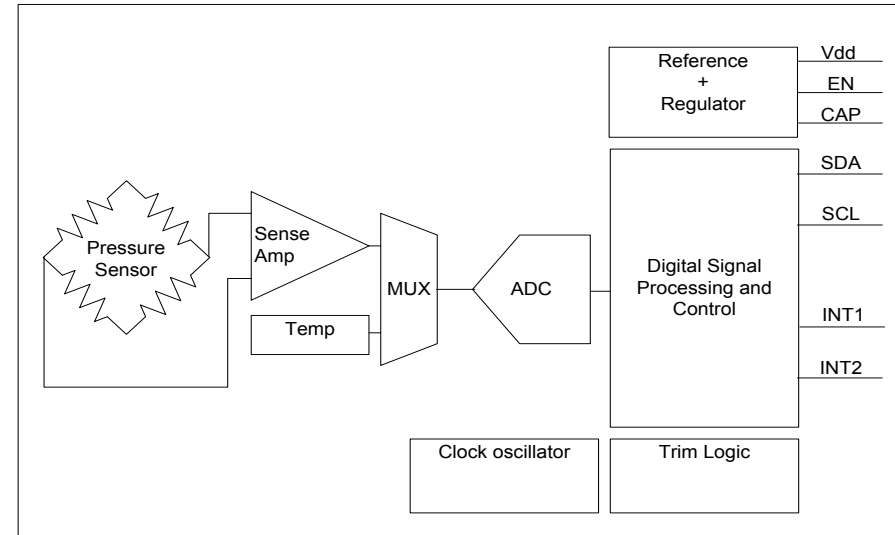 Reference
+
Regulator
Vdd
EN
CAP
SDA
SCL
Pressure
Sensor
Sense
Amp
MUX
ADC
Digital Signal
Processing and
Control
Temp
INT1
INT2
Clock oscillator
Trim Logic